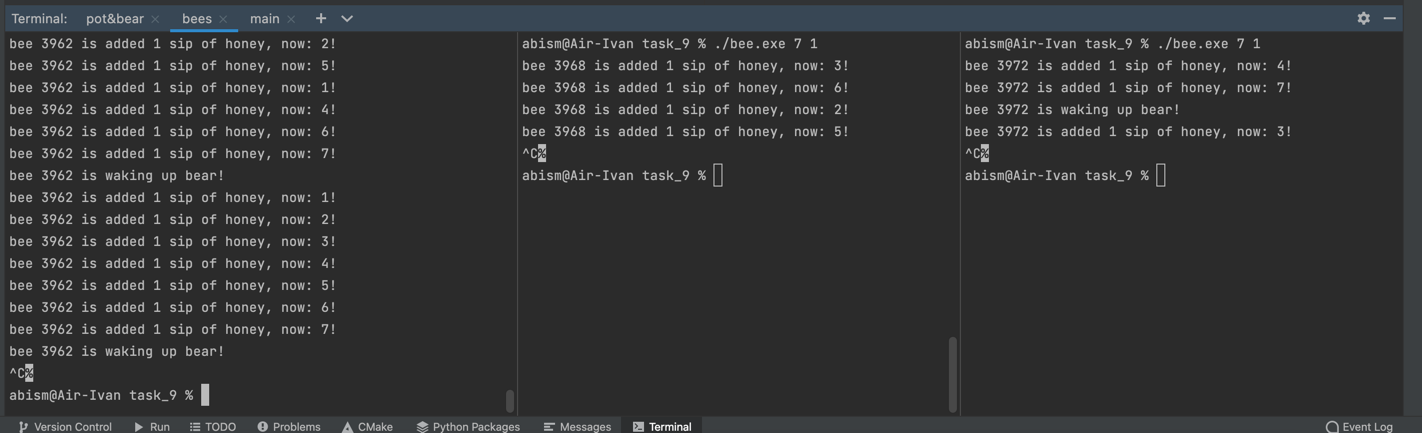 Terminal: pot&bear × bees × main × +
bee 3962 is added 1 sip of honey, now: 2!
bee 3962 is added 1 sip of honey, now: 5!
bee 3962 is added 1 sip of honey, now: 1!
bee 3962 is added 1 sip of honey, now: 4!
bee 3962 is added 1 sip of honey, now: 6!
bee 3962 is added 1 sip of honey, now: 7!
bee 3962 is waking up bear!
bee 3962 is added 1 sip of honey, now: 1!
bee 3962 is added 1 sip of honey, now: 2!
bee 3962 is added 1 sip of honey, now: 3!
bee 3962 is added 1 sip of honey, now: 4!
bee 3962 is added 1 sip of honey, now: 5!
bee 3962 is added 1 sip of honey, now: 6!
bee 3962 is added 1 sip of honey, now: 7!
bee 3962 is waking up bear!
^C%
abism@Air-Ivan task_9 %
abism@Air-Ivan task_9 % ./bee.exe 7 1
bee 3968 is added 1 sip of honey, now: 3!
bee 3968 is added 1 sip of honey, now: 6!
bee 3968 is added 1 sip of honey, now: 2!
bee 3968 is added 1 sip of honey, now: 5!
^C%
abism@Air-Ivan task_9 %
abism@Air-Ivan task_9 % ./bee.exe 7 1
bee 3972 is added 1 sip of honey, now: 4!
bee 3972 is added 1 sip of honey, now: 7!
bee 3972 is waking up bear!
bee 3972 is added 1 sip of honey, now: 3!
^C%
abism@Air-Ivan task_9 %
Version Control Run TODO Problems CMake Python Packages Messages Terminal Event Log